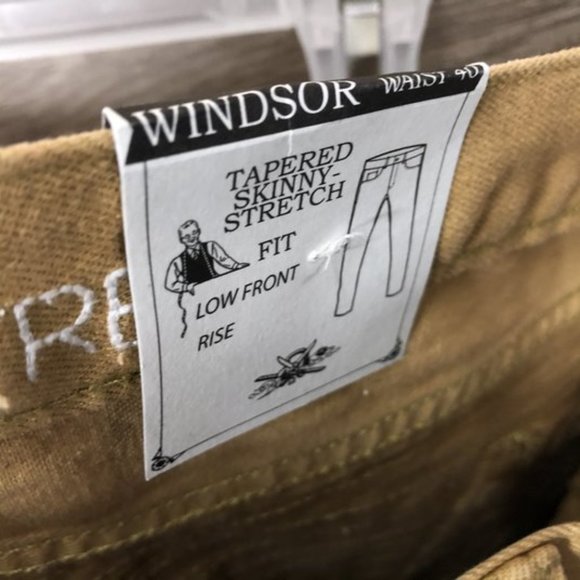 WINDSOR WAIST 40
TAPERED
SKINNY-
STRETCH
FIT
LOW FRONT
RISE